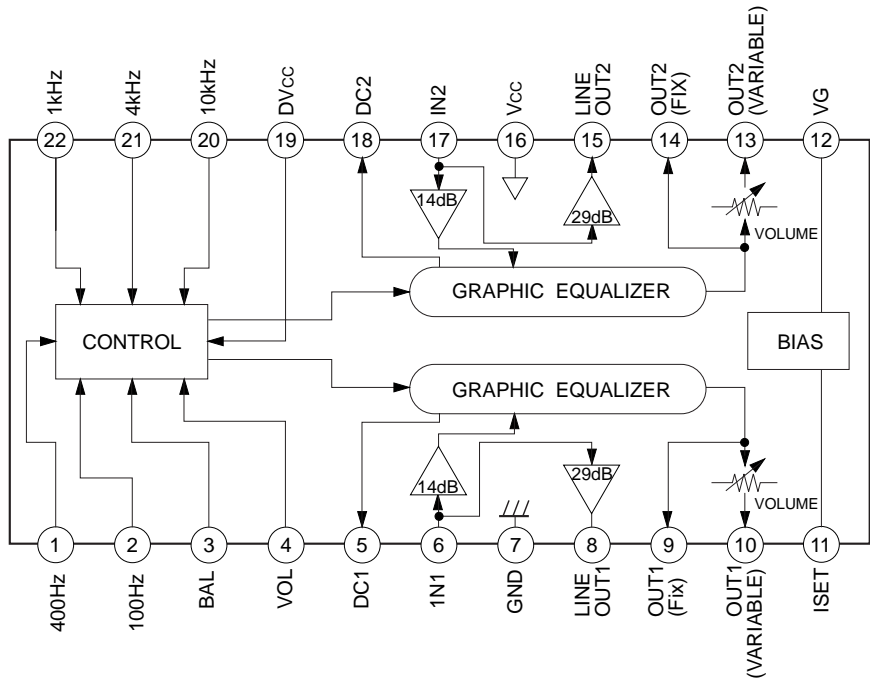 1kHz
4kHz
10kHz
DVcc
DC2
IN2
Vcc
LINE
OUT2
OUT2
(FIX)
OUT2
(VARIABLE)
VG
22
21
20
19
18
17
16
15
14
13
12
14dB
29dB
VOLUME
GRAPHIC EQUALIZER
CONTROL
BIAS
GRAPHIC EQUALIZER
14dB
29dB
VOLUME
1
2
3
4
5
6
7
8
9
10
11
400Hz
100Hz
BAL
VOL
DC1
1N1
GND
LINE
OUT1
OUT1
(Fix)
OUT1
(VARIABLE)
ISET